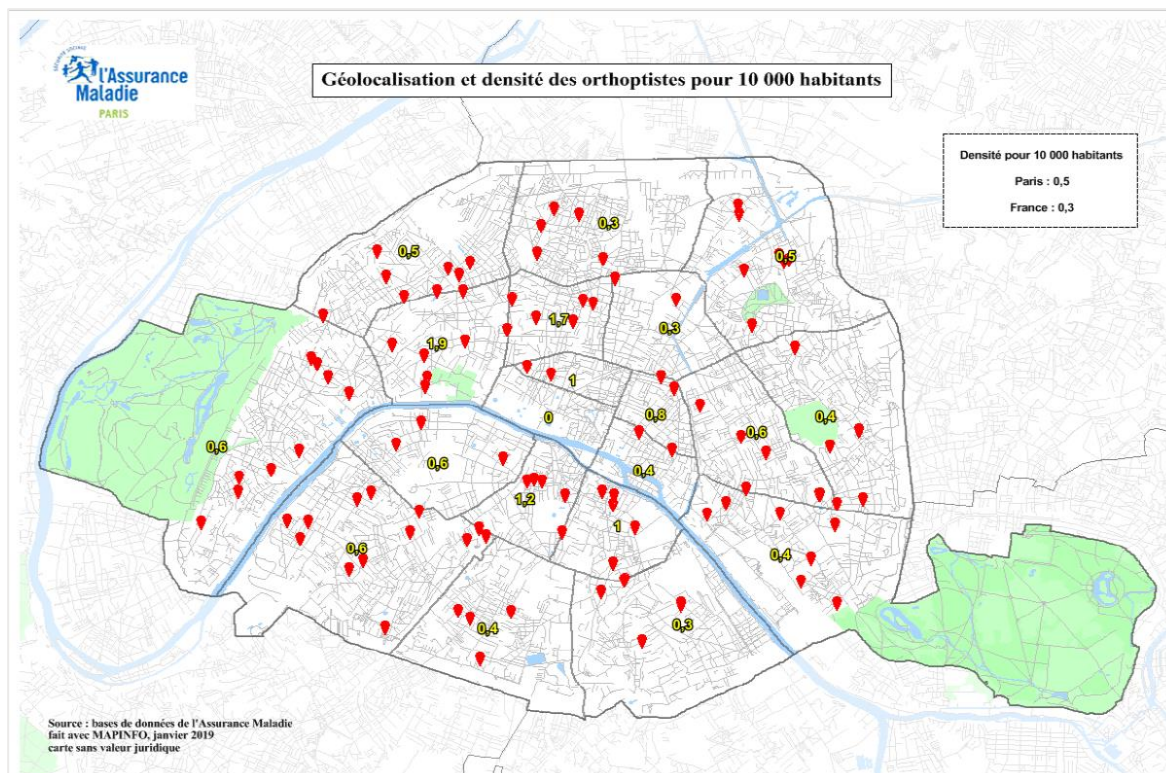 SÉCURITÉ SOCIALE
l'Assurance
Maladie
PARIS
Géolocalisation et densité des orthoptistes pour 10 000 habitants
Densité pour 10 000 habitants
Paris : 0,5
France : 0,3
0,3
0,5
0,5
1,7
0,3
1,9
1
0
0,8
0,4
0,6
0,6
0,6
0,4
1,2
1
0,6
0,4
0,4
0,3
Source : bases de données de l'Assurance Maladie
fait avec MAPINFO, janvier 2019
carte sans valeur juridique